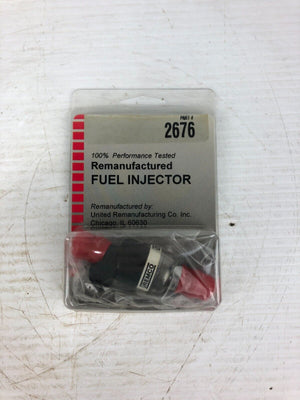 PART #
2676
100% Performance Tested
Remanufactured
FUEL INJECTOR
Remanufactured by:
United Remanufacturing Co. Inc.
Chicago, IL 60630